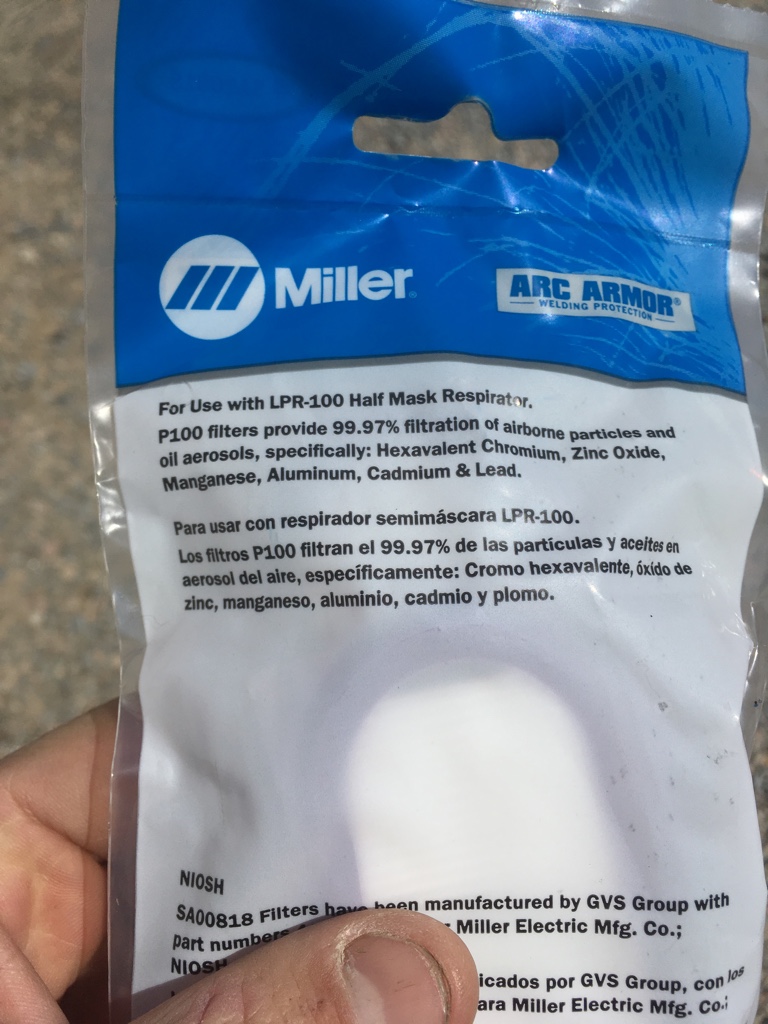 Miller®
ARC ARMOR®
WELDING PROTECTION
For Use with LPR-100 Half Mask Respirator.
P100 filters provide 99.97% filtration of airborne particles and
oil aerosols, specifically: Hexavalent Chromium, Zinc Oxide,
Manganese, Aluminum, Cadmium & Lead.
Para usar con respirador semimáscara LPR-100.
Los filtros P100 filtran el 99.97% de las partículas y aceites en
aerosol del aire, específicamente: Cromo hexavalente, óxido de
zinc, manganeso, aluminio, cadmio y plomo.
NIOSH
SA00818 Filters have been manufactured by GVS Group with
part numbers Miller Electric Mfg. Co.;
NIOSH
icados por GVS Group, con los
ara Miller Electric Mfg. Co.;